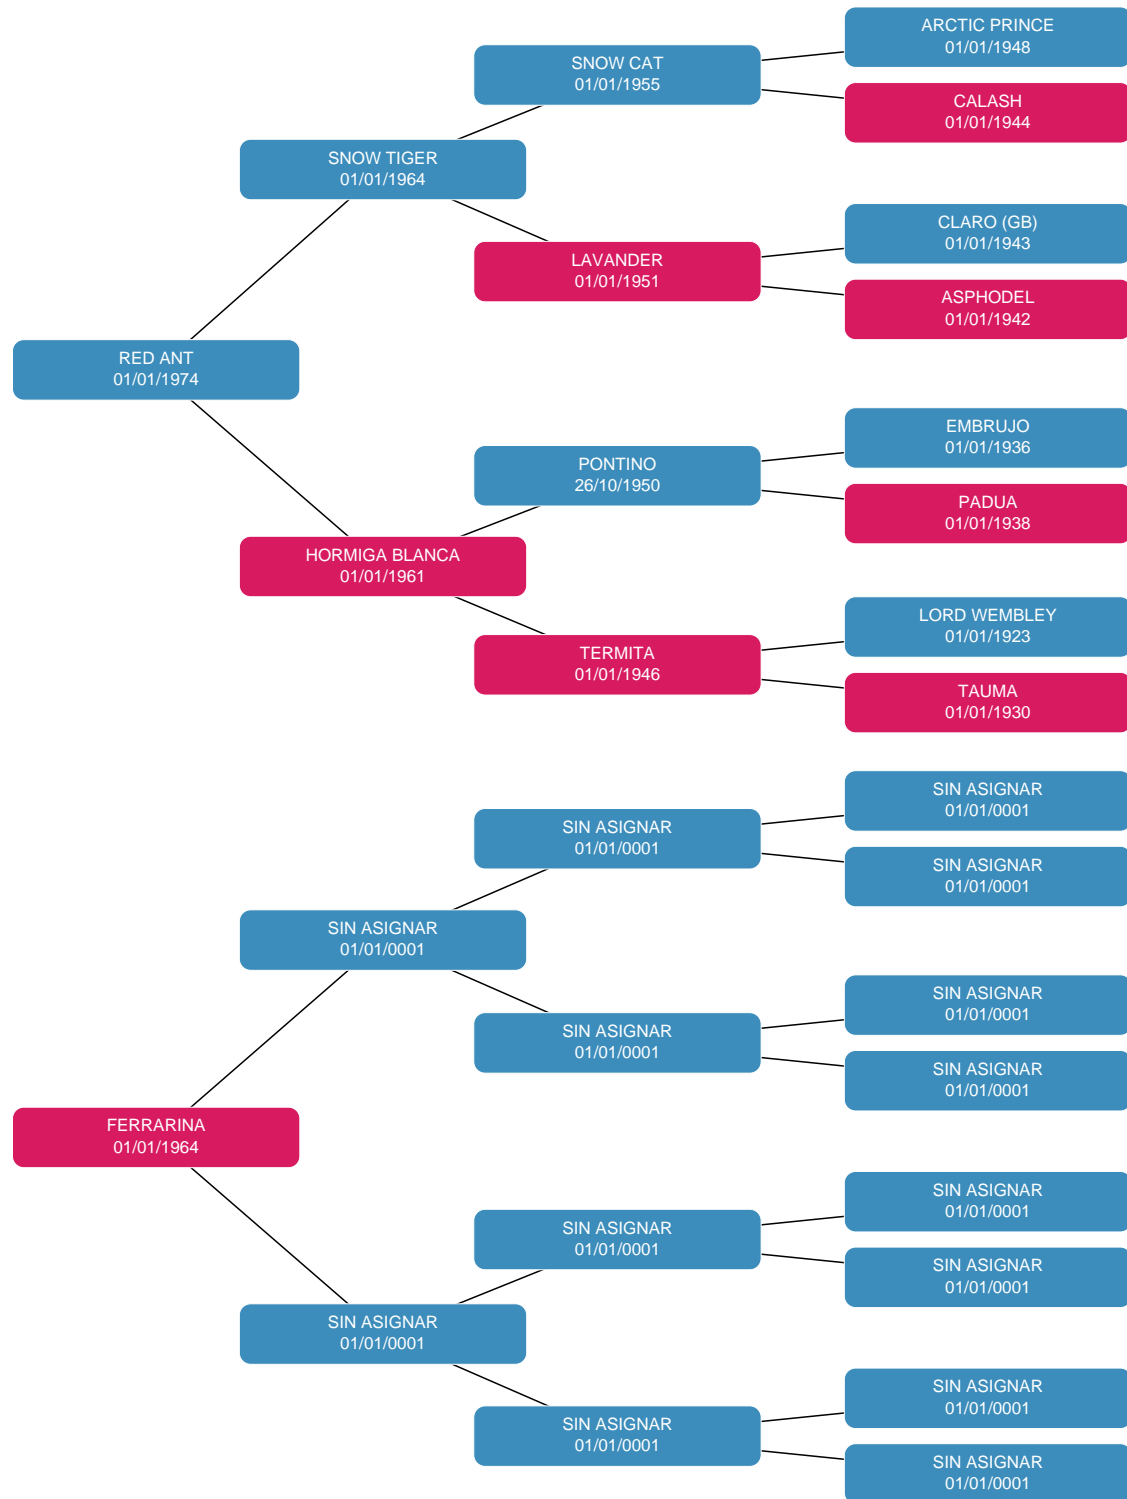 ARCTIC PRINCE
01/01/1948
SNOW CAT
01/01/1955
CALASH
01/01/1944
SNOW TIGER
01/01/1964
CLARO (GB)
01/01/1943
LAVANDER
01/01/1951
ASPHODEL
01/01/1942
RED ANT
01/01/1974
EMBRUJO
01/01/1936
PONTINO
26/10/1950
PADUA
01/01/1938
HORMIGA BLANCA
01/01/1961
LORD WEMBLEY
01/01/1923
TERMITA
01/01/1946
TAUMA
01/01/1930
SIN ASIGNAR
01/01/0001
SIN ASIGNAR
01/01/0001
SIN ASIGNAR
01/01/0001
SIN ASIGNAR
01/01/0001
SIN ASIGNAR
01/01/0001
SIN ASIGNAR
01/01/0001
SIN ASIGNAR
01/01/0001
FERRARINA
01/01/1964
SIN ASIGNAR
01/01/0001
SIN ASIGNAR
01/01/0001
SIN ASIGNAR
01/01/0001
SIN ASIGNAR
01/01/0001
SIN ASIGNAR
01/01/0001
SIN ASIGNAR
01/01/0001
SIN ASIGNAR
01/01/0001